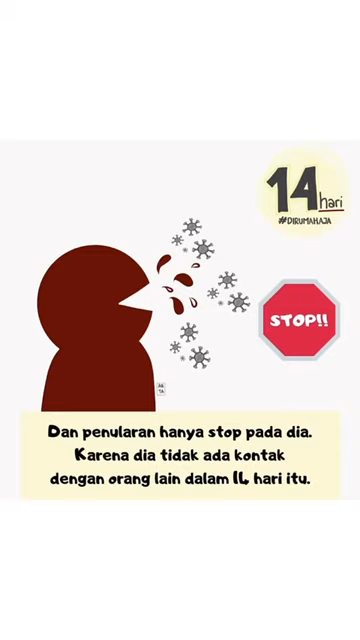 14 hari
#DIRUMAHAJA
STOP!!
Dan penularan hanya stop pada dia.
Karena dia tidak ada kontak
dengan orang lain dalam 14 hari itu.